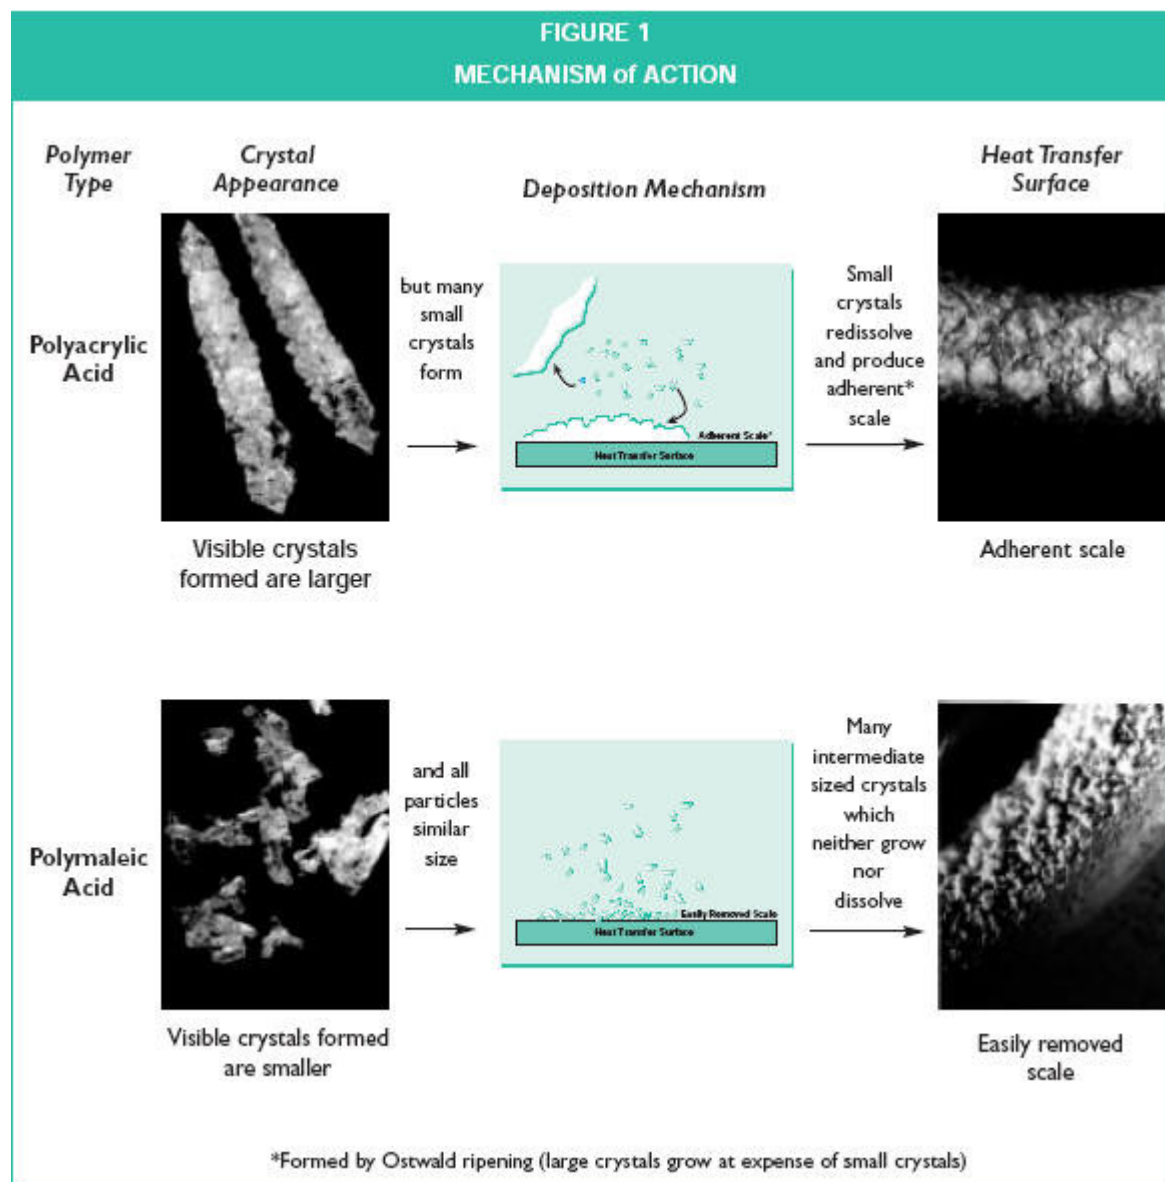 FIGURE 1
MECHANISM of ACTION
Polymer
Type
Crystal
Appearance
Deposition Mechanism
Heat Transfer
Surface
Polyacrylic
Acid
Visible crystals
formed are larger
but many
small
crystals
form
Adherent Scale*
Heat Transfer Surface
Small
crystals
redissolve
and produce
adherent*
scale
Adherent scale
Polymaleic
Acid
Visible crystals formed
are smaller
and all
particles
similar
size
Easily Removed Scale
Heat Transfer Surface
Many
intermediate
sized crystals
which
neither grow
nor
dissolve
Easily removed
scale
*Formed by Ostwald ripening (large crystals grow at expense of small crystals)